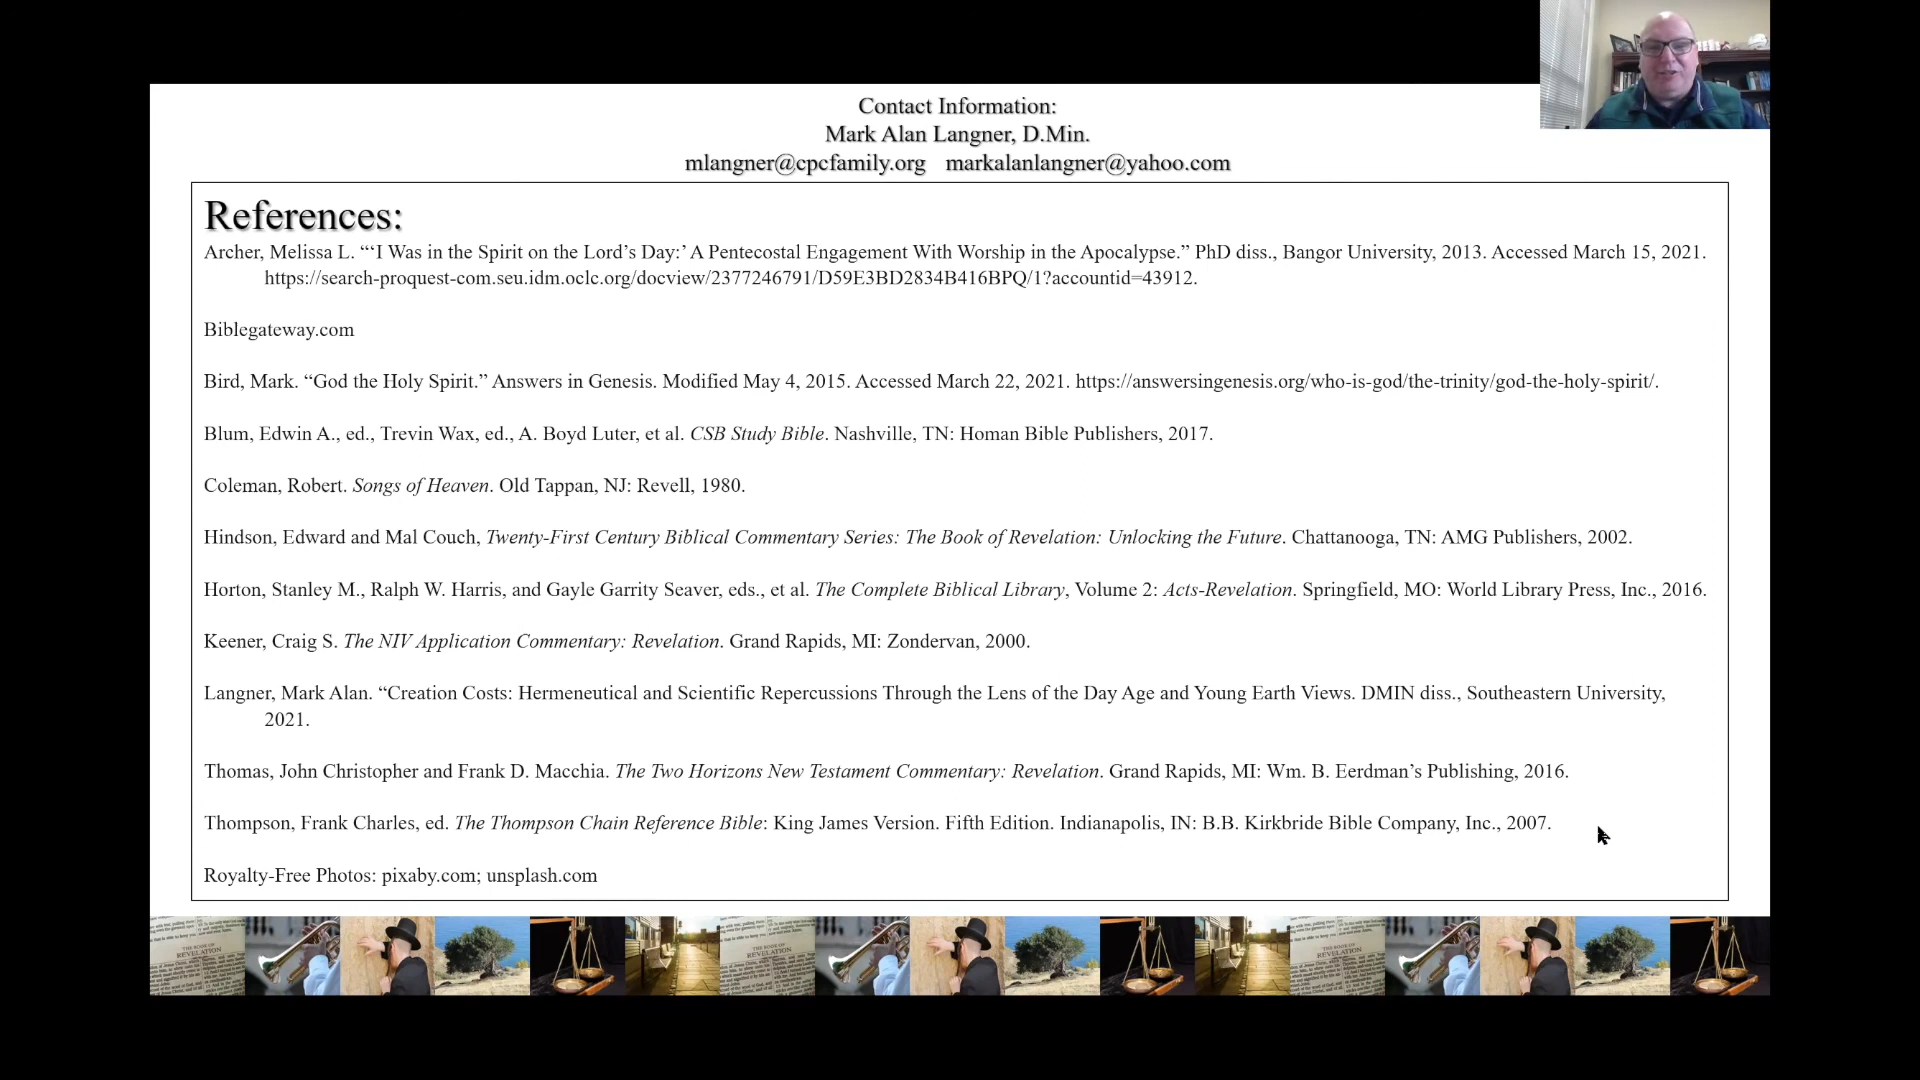 Contact Information:
Mark Alan Langner, D.Min.
mlangner@cpcfamily.org markalanlangner@yahoo.com
References:
Archer, Melissa L. “‘I Was in the Spirit on the Lord’s Day:’ A Pentecostal Engagement With Worship in the Apocalypse.” PhD diss., Bangor University, 2013. Accessed March 15, 2021.
https://search-proquest-com.seu.idm.oclc.org/docview/2377246791/D59E3BD2834B416BPQ/1?accountid=43912.
Biblegateway.com
Bird, Mark. “God the Holy Spirit.” Answers in Genesis. Modified May 4, 2015. Accessed March 22, 2021. https://answersingenesis.org/who-is-god/the-trinity/god-the-holy-spirit/.
Blum, Edwin A., ed., Trevin Wax, ed., A. Boyd Luter, et al. CSB Study Bible. Nashville, TN: Homan Bible Publishers, 2017.
Coleman, Robert. Songs of Heaven. Old Tappan, NJ: Revell, 1980.
Hindson, Edward and Mal Couch, Twenty-First Century Biblical Commentary Series: The Book of Revelation: Unlocking the Future. Chattanooga, TN: AMG Publishers, 2002.
Horton, Stanley M., Ralph W. Harris, and Gayle Garrity Seaver, eds., et al. The Complete Biblical Library, Volume 2: Acts-Revelation. Springfield, MO: World Library Press, Inc., 2016.
Keener, Craig S. The NIV Application Commentary: Revelation. Grand Rapids, MI: Zondervan, 2000.
Langner, Mark Alan. “Creation Costs: Hermeneutical and Scientific Repercussions Through the Lens of the Day Age and Young Earth Views. DMIN diss., Southeastern University,
2021.
Thomas, John Christopher and Frank D. Macchia. The Two Horizons New Testament Commentary: Revelation. Grand Rapids, MI: Wm. B. Eerdman’s Publishing, 2016.
Thompson, Frank Charles, ed. The Thompson Chain Reference Bible: King James Version. Fifth Edition. Indianapolis, IN: B.B. Kirkbride Bible Company, Inc., 2007.
Royalty-Free Photos: pixaby.com; unsplash.com
THE BOOK OF
REVELATION
THE BOOK OF
REVELATION
THE BOOK OF
REVELATION